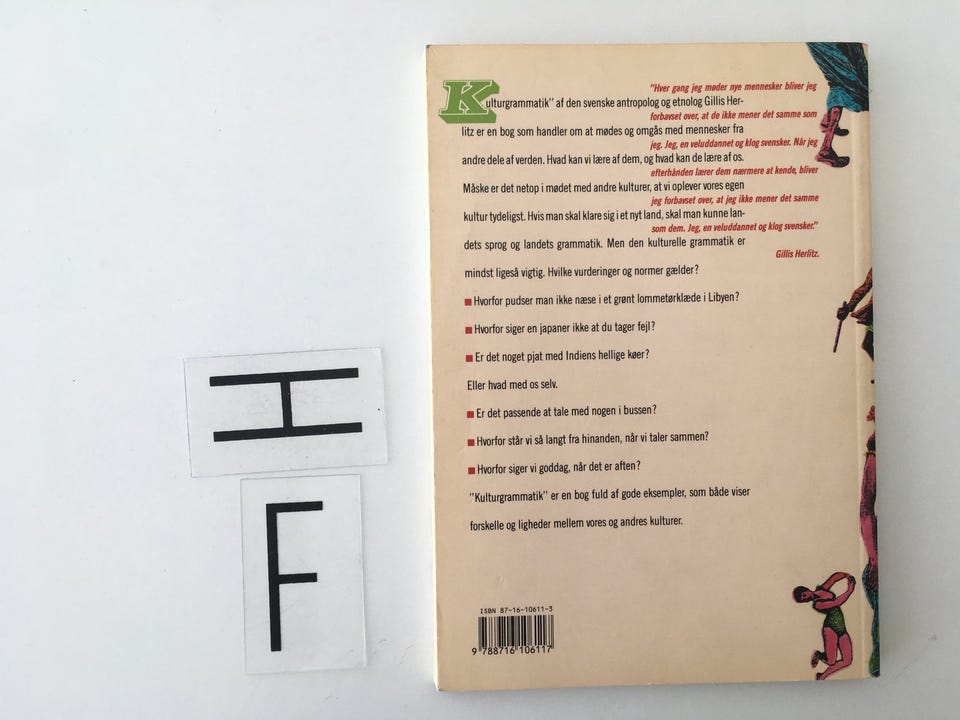 Kulturgrammatik" af den svenske antropolog og etnolog Gillis Her-
litz er en bog som handler om at mødes og omgås med mennesker fra
andre dele af verden. Hvad kan vi lære af dem, og hvad kan de lære af os.
Måske er det netop i mødet med andre kulturer, at vi oplever vores egen
kultur tydeligst. Hvis man skal klare sig i et nyt land, skal man kunne lan-
dets sprog og landets grammatik. Men den kulturelle grammatik er
mindst ligeså vigtig. Hvilke vurderinger og normer gælder?
"Hver gang jeg møder nye mennesker bliver jeg
forbavset over, at de ikke mener det samme som
jeg. Jeg, en veluddannet og klog svensker. Når jeg
efterhånden lærer dem nærmere at kende, bliver
jeg forbavset over, at jeg ikke mener det samme
som dem. Jeg, en veluddannet og klog svensker."
Gillis Herlitz.
■ Hvorfor pudser man ikke næse i et grønt lommetørklæde i Libyen?
■ Hvorfor siger en japaner ikke at du tager fejl?
■ Er det noget pjat med Indiens hellige køer?
Eller hvad med os selv.
■ Er det passende at tale med nogen i bussen?
■ Hvorfor står vi så langt fra hinanden, når vi taler sammen?
■ Hvorfor siger vi goddag, når det er aften?
"Kulturgrammatik" er en bog fuld af gode eksempler, som både viser
forskelle og ligheder mellem vores og andres kulturer.
ISBN 87-16-10611-3
9 788716 106117
H
F